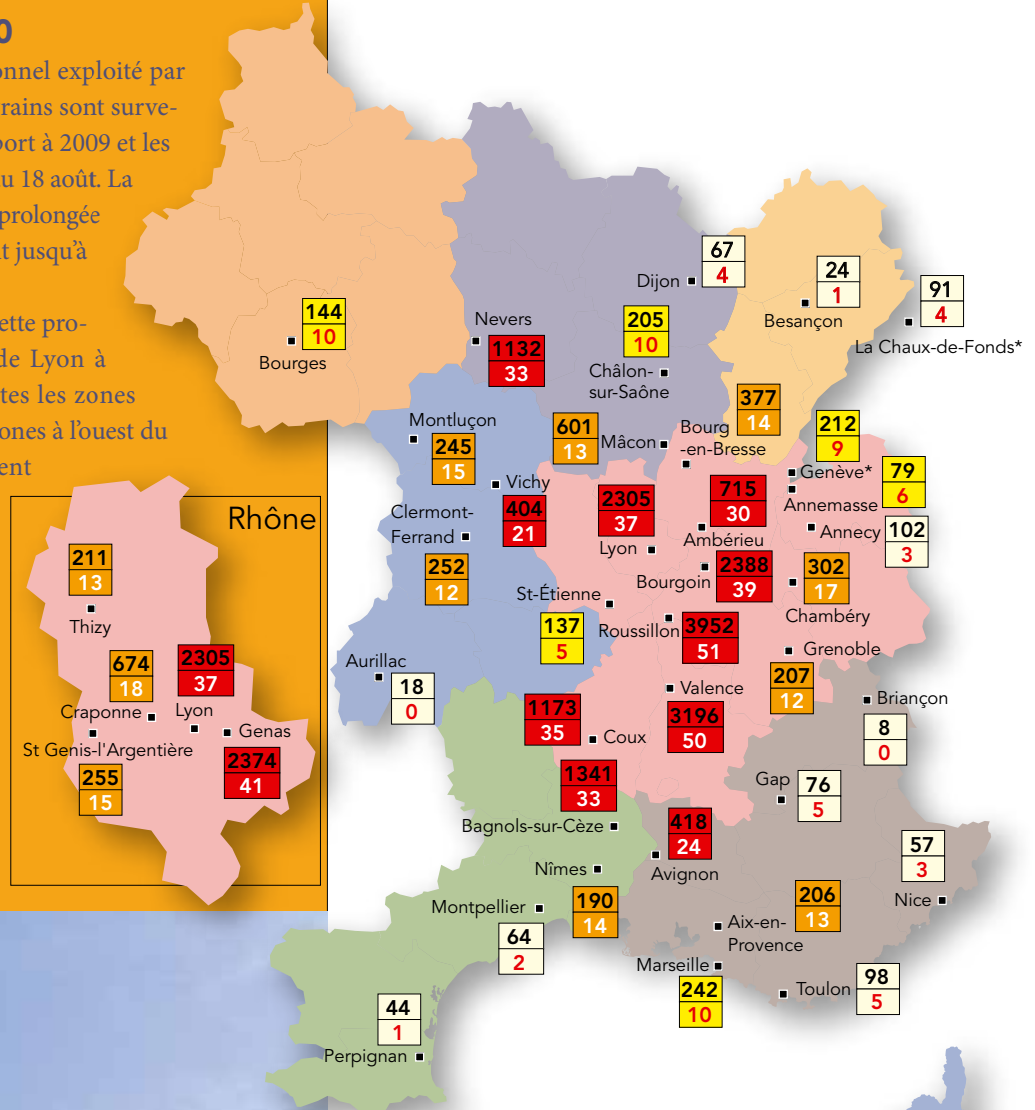 0
onnel exploité par
rains sont surve-
port à 2009 et les
u 18 août. La
prolongée
t jusqu'à
ette pro-
de Lyon à
tes les zones
ones à l'ouest du
ent
Rhône
211
13
Thizy
674
18
Craponne
2305
37
Lyon
Genas
2374
41
St Genis-l'Argentière
255
15
144
10
Bourges
Nevers
1132
33
67
4
Dijon
205
10
Châlon-
sur-Saône
24
1
Besançon
91
4
La Chaux-de-Fonds*
Montluçon
245
15
601
13
Mâcon
Bourg
-en-Bresse
377
14
212
9
Genève*
79
6
Annemasse
Vichy
404
21
Clermont-
Ferrand
252
12
2305
37
Lyon
715
30
Ambérieu
Annecy
102
3
Bourgoin
2388
39
302
17
Chambéry
St-Étienne
137
5
Roussillon
3952
51
Grenoble
207
12
Aurillac
18
0
1173
35
Coux
Valence
3196
50
Briançon
8
0
1341
33
Bagnols-sur-Cèze
Gap
76
5
418
24
Avignon
57
3
Nice
Nîmes
190
14
Montpellier
64
2
206
13
Aix-en-
Provence
Marseille
242
10
Toulon
98
5
44
1
Perpignan